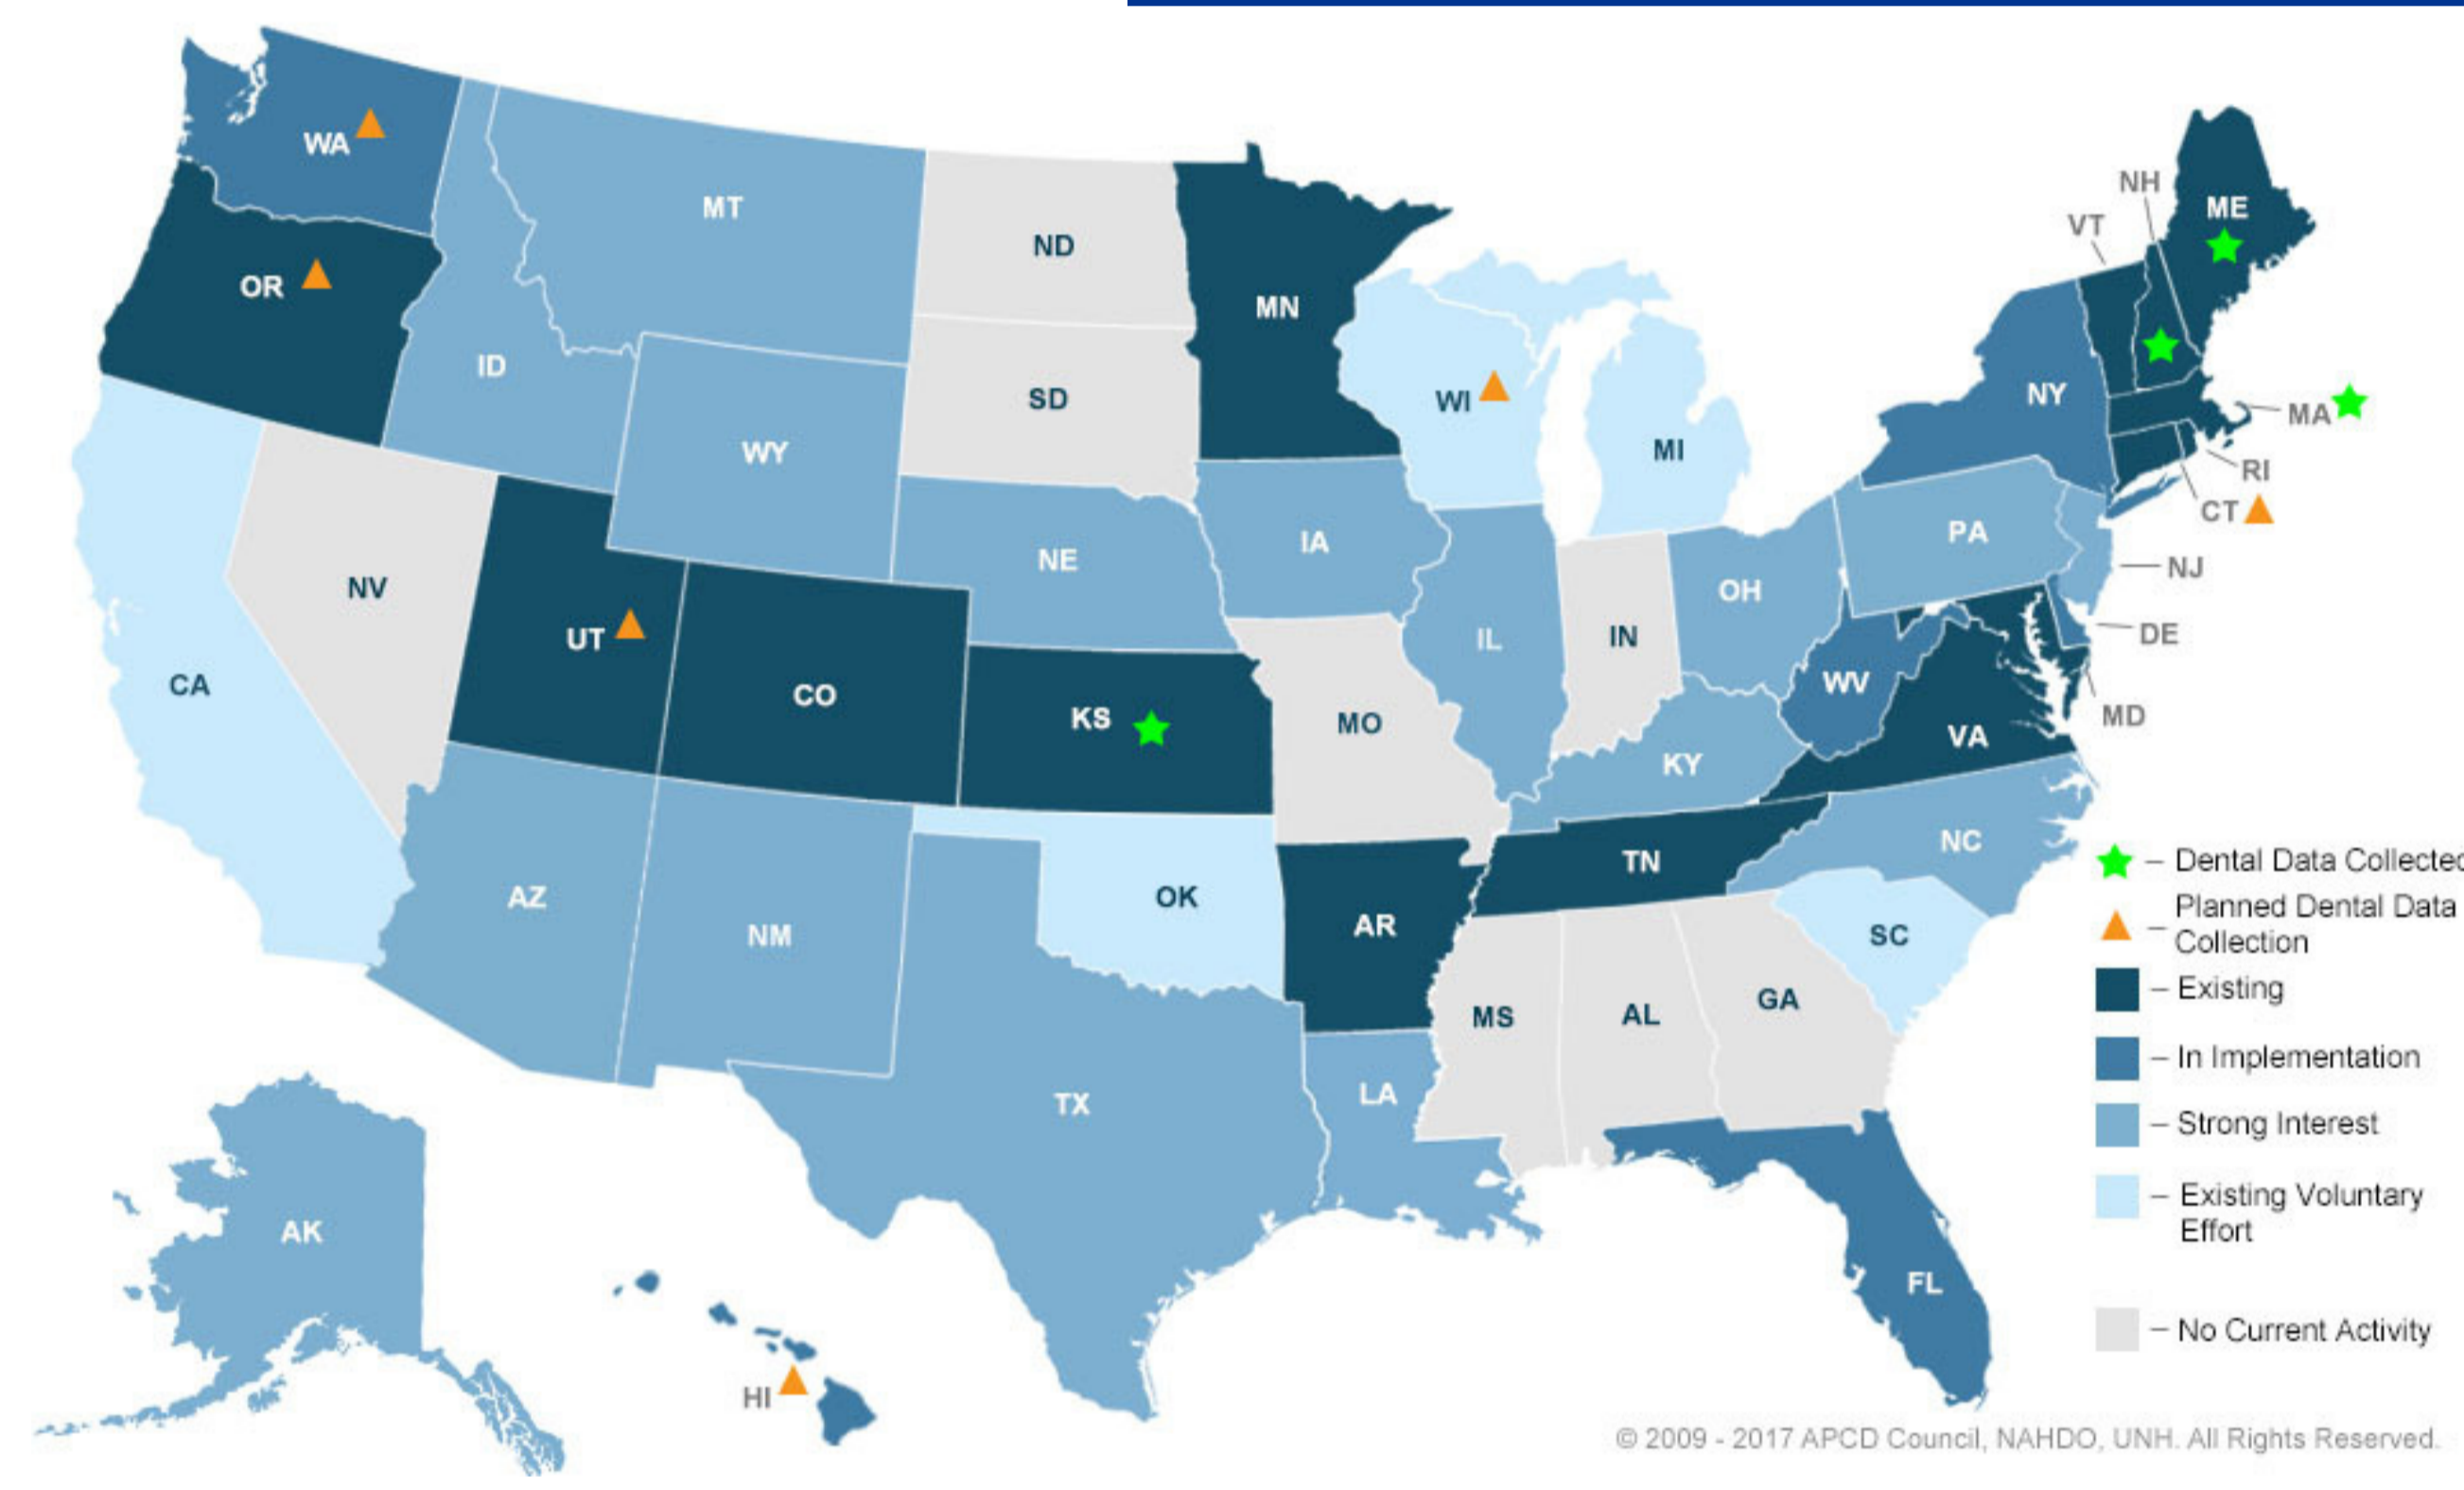 WA
MT
ND
MN
NH
ME
VT
OR
ID
SD
WI
MI
NY
MA
RI
CT
WY
NE
IA
PA
NJ
NV
UT
CO
KS
MO
IL
IN
OH
DE
WV
MD
VA
KY
CA
AZ
NM
OK
AR
TN
NC
SC
MS
AL
GA
TX
LA
FL
AK
HI
– Dental Data Collected
– Planned Dental Data
Collection
– Existing
– In Implementation
– Strong Interest
– Existing Voluntary
Effort
– No Current Activity
© 2009 - 2017 APCD Council, NAHDO, UNH. All Rights Reserved.